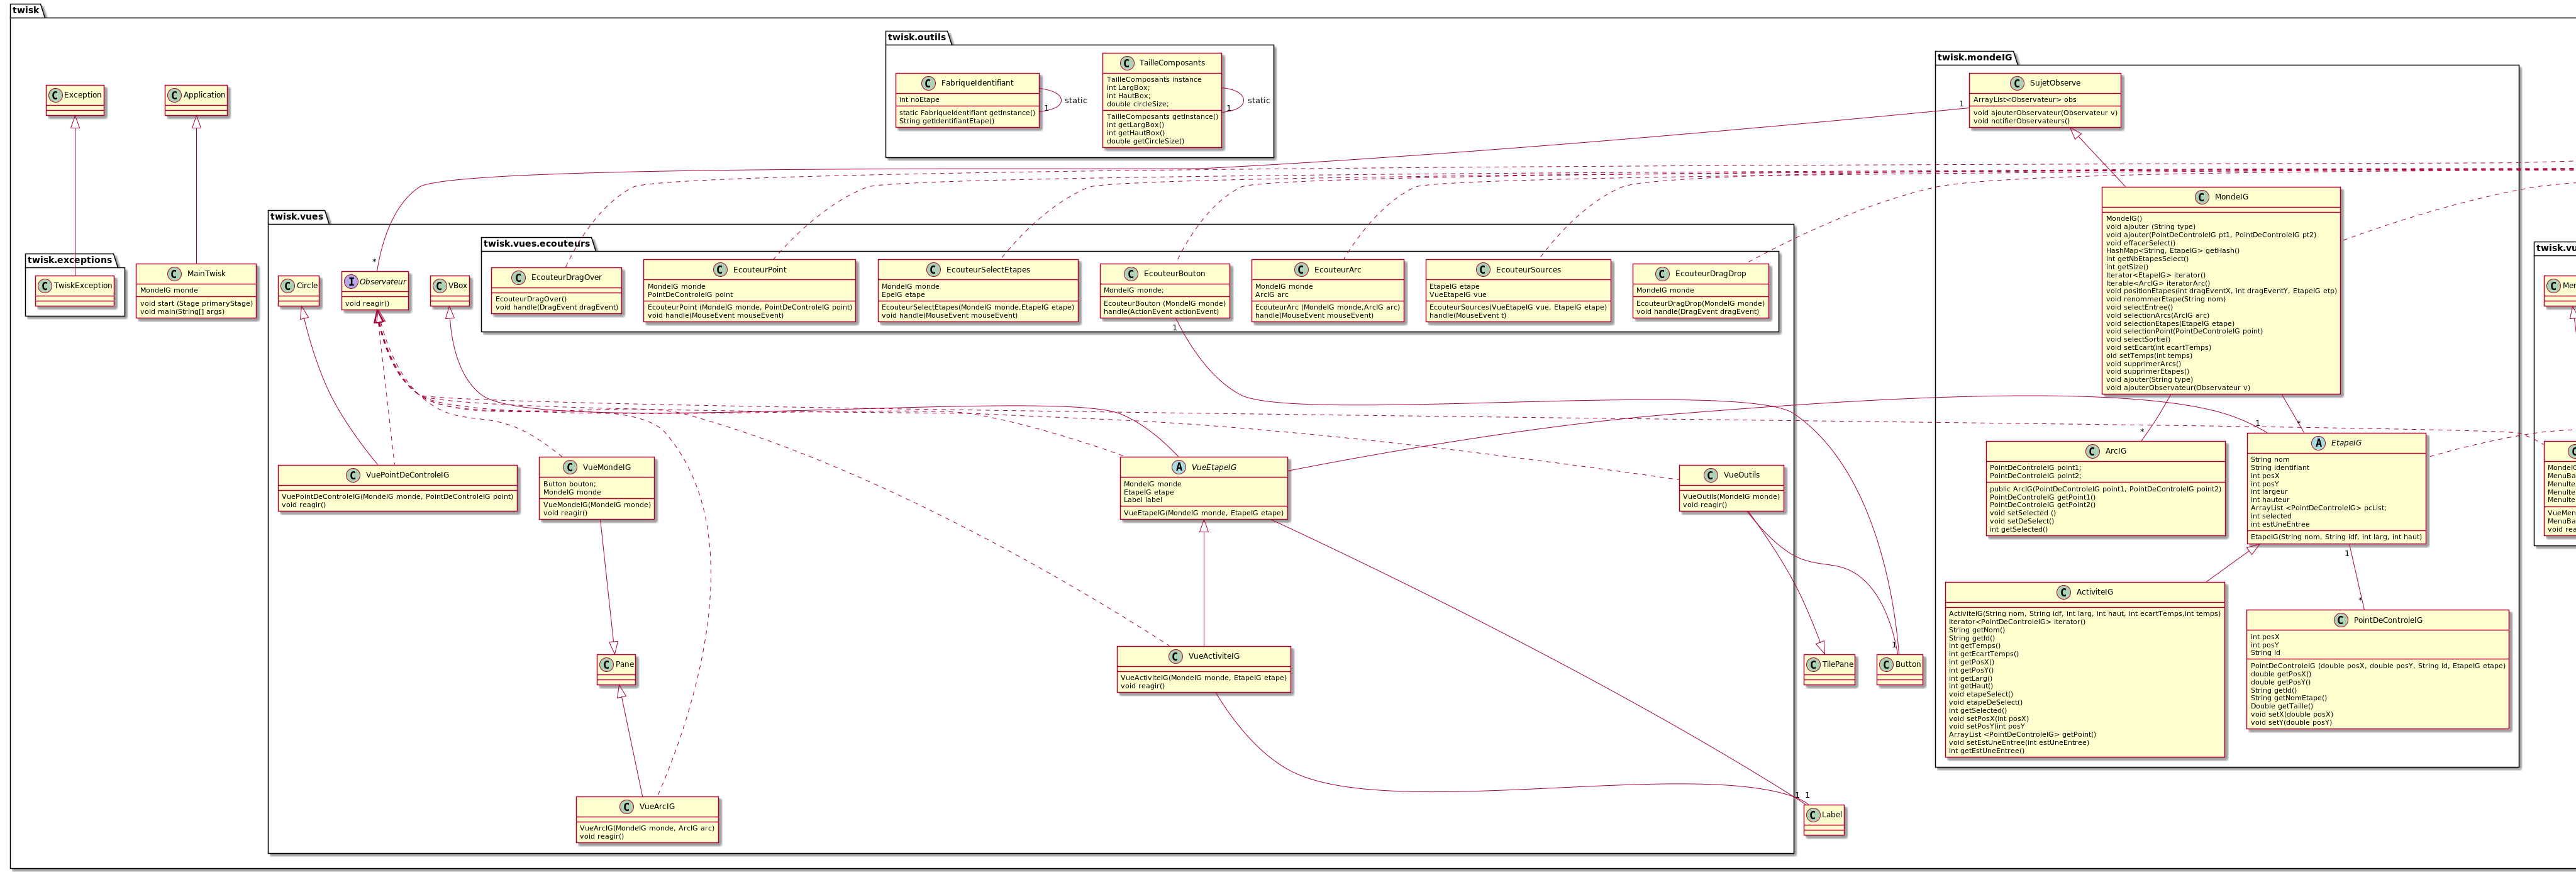 twisk
twisk.outils
FabriqueIdentifiant
int noEtape
static FabriqueIdentifiant getInstance()
String getIdentifiantEtape()
1
static
TailleComposants
TailleComposants instance
int LargBox;
int HautBox;
double circleSize;
TailleComposants getInstance()
int getLargBox()
int getHautBox()
double getCircleSize()
1
static
Exception
Application
twisk.exceptions
TwiskException
MainTwisk
MondeIG monde
void start (Stage primaryStage)
void main(String[] args)
twisk.vues
Circle
*
Observateur
void reagir()
VBox
twisk.vues.ecouteurs
EcouteurDragOver
EcouteurDragOver()
void handle(DragEvent dragEvent)
EcouteurPoint
MondeIG monde
PointDeControleIG point
EcouteurPoint (MondeIG monde, PointDeControleIG point)
void handle(MouseEvent mouseEvent)
EcouteurSelectEtapes
MondeIG monde
EpeIG etape
EcouteurSelectEtapes(MondeIG monde,EtapeIG etape)
void handle(MouseEvent mouseEvent)
EcouteurBouton
MondeIG monde;
EcouteurBouton (MondeIG monde)
handle(ActionEvent actionEvent)
1
EcouteurArc
MondeIG monde
ArcIG arc
EcouteurArc (MondeIG monde,ArcIG arc)
handle(MouseEvent mouseEvent)
EcouteurSources
EtapeIG etape
VueEtapeIG vue
EcouteurSources(VueEtapeIG vue, EtapeIG etape)
handle(MouseEvent t)
EcouteurDragDrop
MondeIG monde
EcouteurDragDrop(MondeIG monde)
void handle(DragEvent dragEvent)
VuePointDeControleIG
VuePointDeControleIG(MondeIG monde, PointDeControleIG point)
void reagir()
VueMondeIG
Button bouton;
MondeIG monde
VueMondeIG(MondeIG monde)
void reagir()
VueEtapeIG
MondeIG monde
EtapeIG etape
Label label
VueEtapeIG(MondeIG monde, EtapeIG etape)
VueOutils
VueOutils(MondeIG monde)
void reagir()
Pane
VueActiviteIG
VueActiviteIG(MondeIG monde, EtapeIG etape)
void reagir()
TilePane
1
Button
VueArcIG
VueArcIG(MondeIG monde, ArcIG arc)
void reagir()
1 1
Label
twisk.mondeIG
1
SujetObserve
ArrayList<Observateur> obs
void ajouterObservateur(Observateur v)
void notifierObservateurs()
MondeIG
MondeIG()
void ajouter (String type)
void ajouter(PointDeControleIG pt1, PointDeControleIG pt2)
void effacerSelect()
HashMap<String, EtapeIG> getHash()
int getNbEtapesSelect()
int getSize()
Iterator<EtapeIG> iterator()
Iterable<ArcIG> iteratorArc()
void positionEtapes(int dragEventX, int dragEventY, EtapeIG etp)
void renommerEtape(String nom)
void selectEntree()
void selectionArcs(ArcIG arc)
void selectionEtapes(EtapeIG etape)
void selectionPoint(PointDeControleIG point)
void selectSortie()
void setEcart(int ecartTemps)
oid setTemps(int temps)
void supprimerArcs()
void supprimerEtapes()
void ajouter(String type)
void ajouterObservateur(Observateur v)
*
1
*
ArcIG
PointDeControleIG point1;
PointDeControleIG point2;
public ArcIG(PointDeControleIG point1, PointDeControleIG point2)
PointDeControleIG getPoint1()
PointDeControleIG getPoint2()
void setSelected ()
void setDeSelect()
int getSelected()
EtapeIG
String nom
String identifiant
int posX
int posY
int largeur
int hauteur
ArrayList <PointDeControleIG> pcList;
int selected
int estUneEntree
EtapeIG(String nom, String idf, int larg, int haut)
1
*
ActiviteIG
ActiviteIG(String nom, String idf, int larg, int haut, int ecartTemps,int temps)
Iterator<PointDeControleIG> iterator()
String getNom()
String getId()
int getTemps()
int getEcartTemps()
int getPosX()
int getPosY()
int getLarg()
int getHaut()
void etapeSelect()
void etapeDeSelect()
int getSelected()
void setPosX(int posX)
void setPosY(int posY
ArrayList <PointDeControleIG> getPoint()
void setEstUneEntree(int estUneEntree)
int getEstUneEntree()
PointDeControleIG
int posX
int posY
String id
PointDeControleIG (double posX, double posY, String id, EtapeIG etape)
double getPosX()
double getPosY()
String getId()
String getNomEtape()
Double getTaille()
void setX(double posX)
void setY(double posY)
twisk.vu
Mer
MondeIG
MenuBa
MenuIte
MenuIte
MenuIte
VueMen
MenuBa
void rea